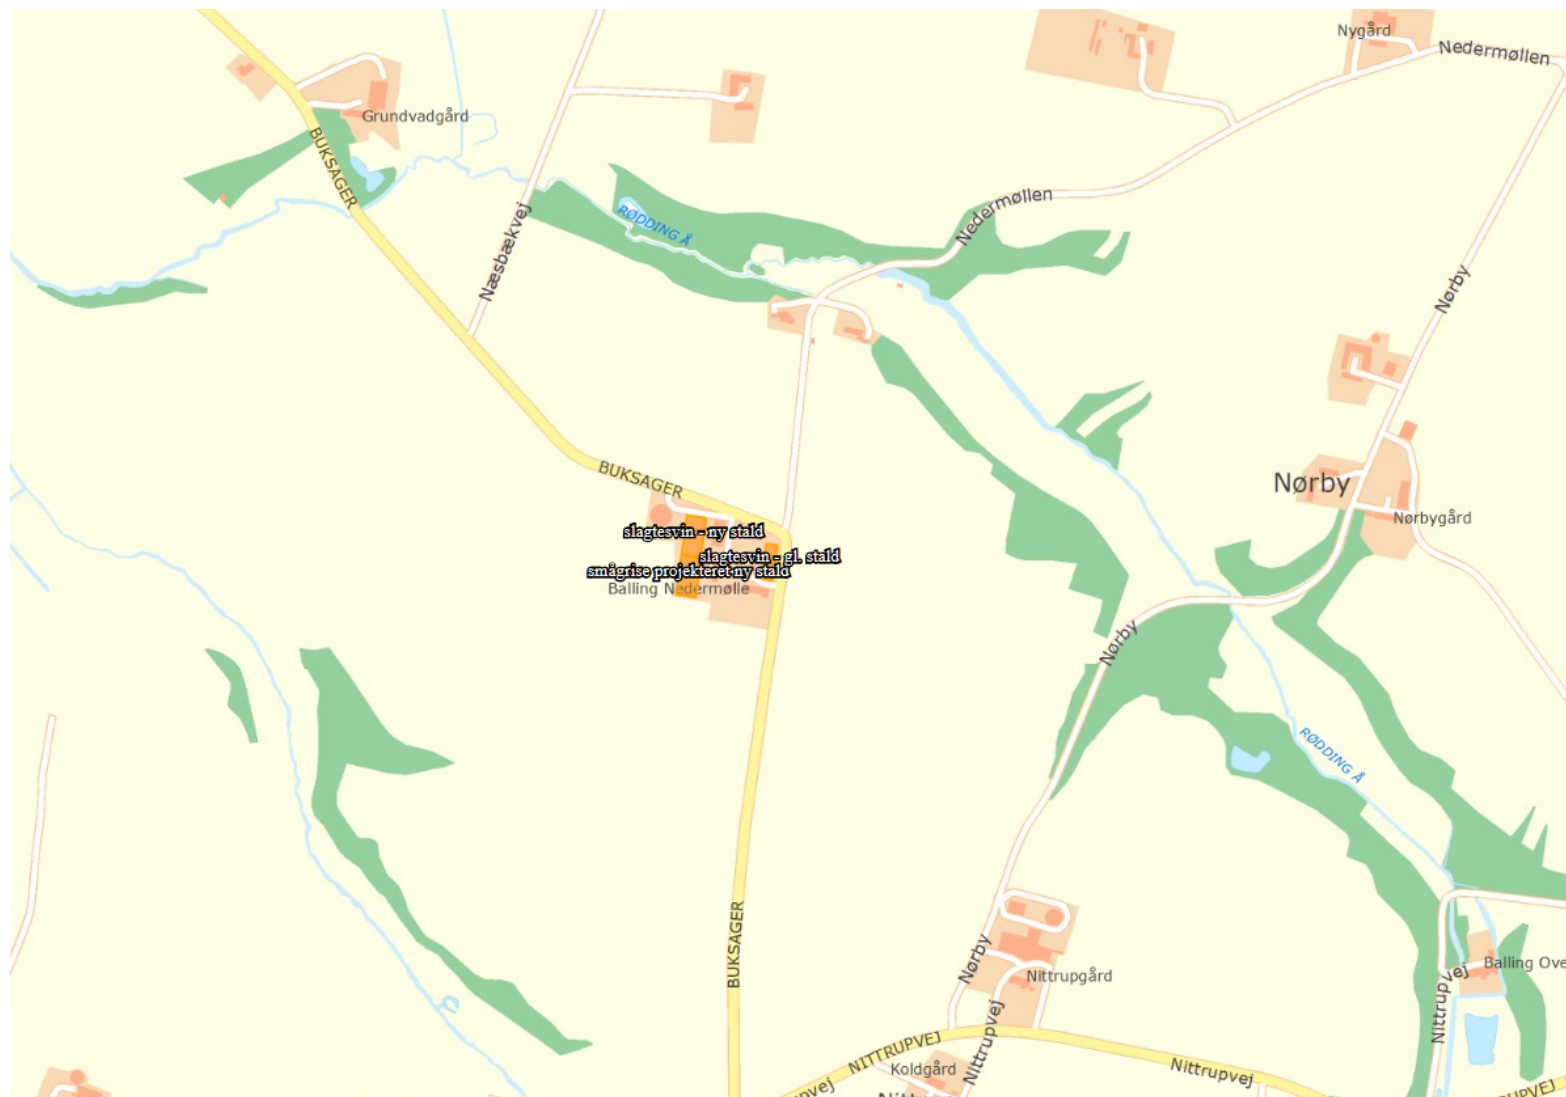 Nygård
Nedermøllen
Grundvadgård
BUKSAGER
Nedermøllen
RØDDING Å
Næsbækvej
Nørby
BUKSAGER
Nørby
Nørbygård
slagtesvin - ny stald
slagtesvin - gl. stald
smågrise projekteret ny stald
Balling Nedermølle
Nørby
RØDDING Å
BUKSAGER
Nørby
Nittrupgård
Balling Ove
Nittrupvej
Nittrupvej
NITTRUPVEJ
Koldgård
Nittrupvej